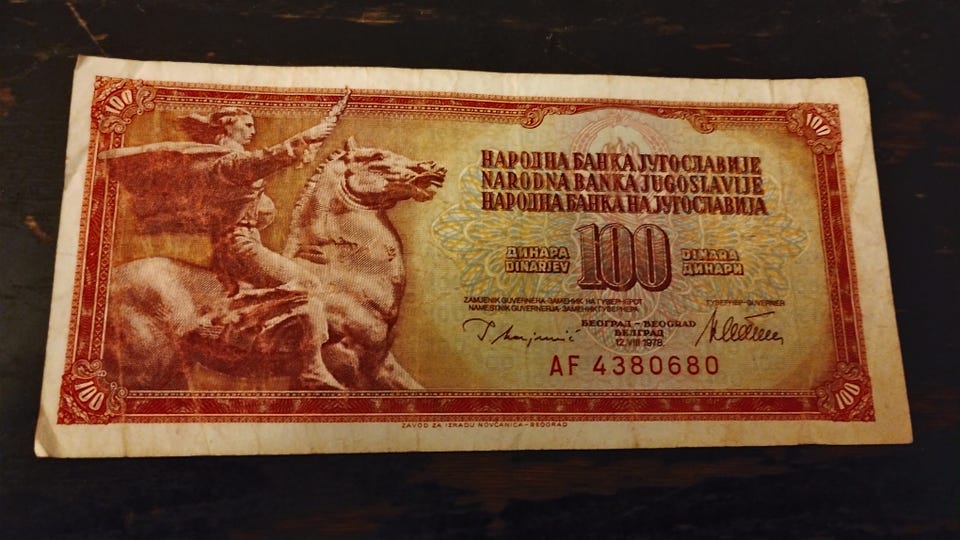 100
100
НАРОДНА БАНКА ЈУГОСЛАВИЈЕ
NARODNA BANKA JUGOSLAVIJE
НАРОДНА БАНКА НА ЈУГОСЛАВИЈА
ДИНАРА 100 DINARA
DINARJEV ДИНАРИ
ZAMJENIK GUVERNERA-ЗАМЕНИК НА ГУВЕРНЕРОТ ГУВЕРНЕР-GUVERNER
NAMESTNIK GUVERNERJA-ЗАМЕНИК ГУВЕРНЕРА
БЕОГРАД - BEOGRAD
БЕЛГРАД
12.VIII 1978.
AF 4380680
100
100
ZAVOD ZA IZRADU NOVČANICA-BEOGRAD